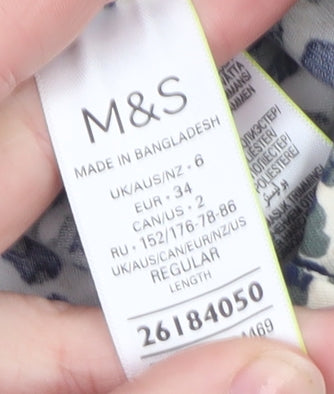 M&S
MADE IN BANGLADESH
UK/AUS/NZ - 6
EUR - 34
CAN/US - 2
RU - 152/176-78-86
UK/AUS/CAN/EUR/NZ/US
REGULAR
LENGTH
26184050
4469